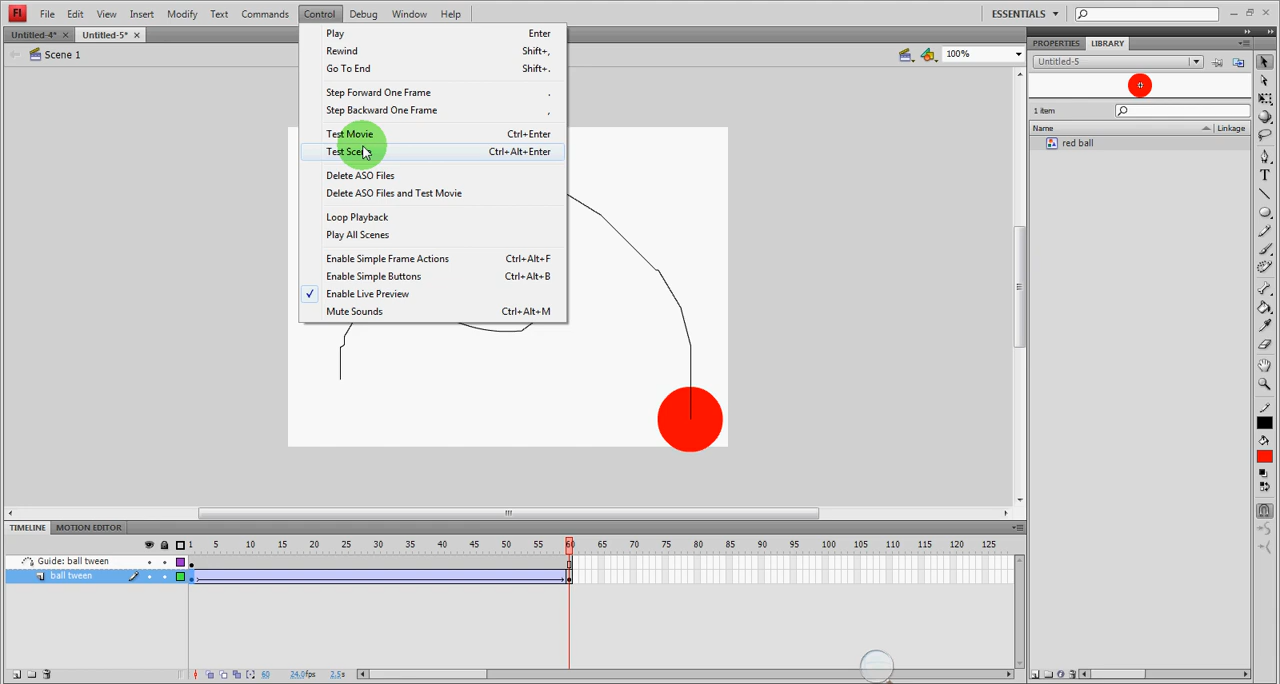 Fl File Edit View Insert Modify Text Commands Control Debug Window Help ESSENTIALS
Untitled-4* Untitled-5*
Scene 1 100%
Play Enter
Rewind Shift+,
Go To End Shift+.
Step Forward One Frame .
Step Backward One Frame ,
Test Movie Ctrl+Enter
Test Scene Ctrl+Alt+Enter
Delete ASO Files
Delete ASO Files and Test Movie
Loop Playback
Play All Scenes
Enable Simple Frame Actions Ctrl+Alt+F
Enable Simple Buttons Ctrl+Alt+B
Enable Live Preview
Mute Sounds Ctrl+Alt+M
PROPERTIES LIBRARY
Untitled-5
1 item
Name Linkage
red ball
T
TIMELINE MOTION EDITOR
1 5 10 15 20 25 30 35 40 45 50 55 60 65 70 75 80 85 90 95 100 105 110 115 120 125
Guide: ball tween
ball tween
60 24.0fps 2.5s